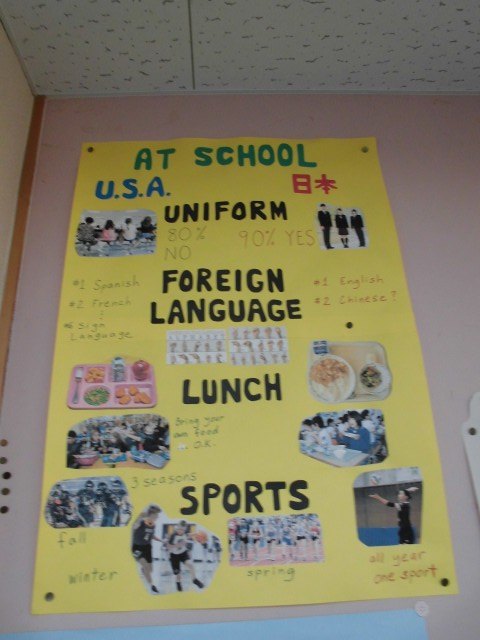 AT SCHOOL
U.S.A. 日本
UNIFORM
80% NO
90% YES
FOREIGN LANGUAGE
#1 Spanish
#2 French
⋮
#6 Sign Language
#1 English
#2 Chinese?
LUNCH
Bring your
own food
... O.K.
3 seasons
SPORTS
fall
winter
spring
all year
one sport